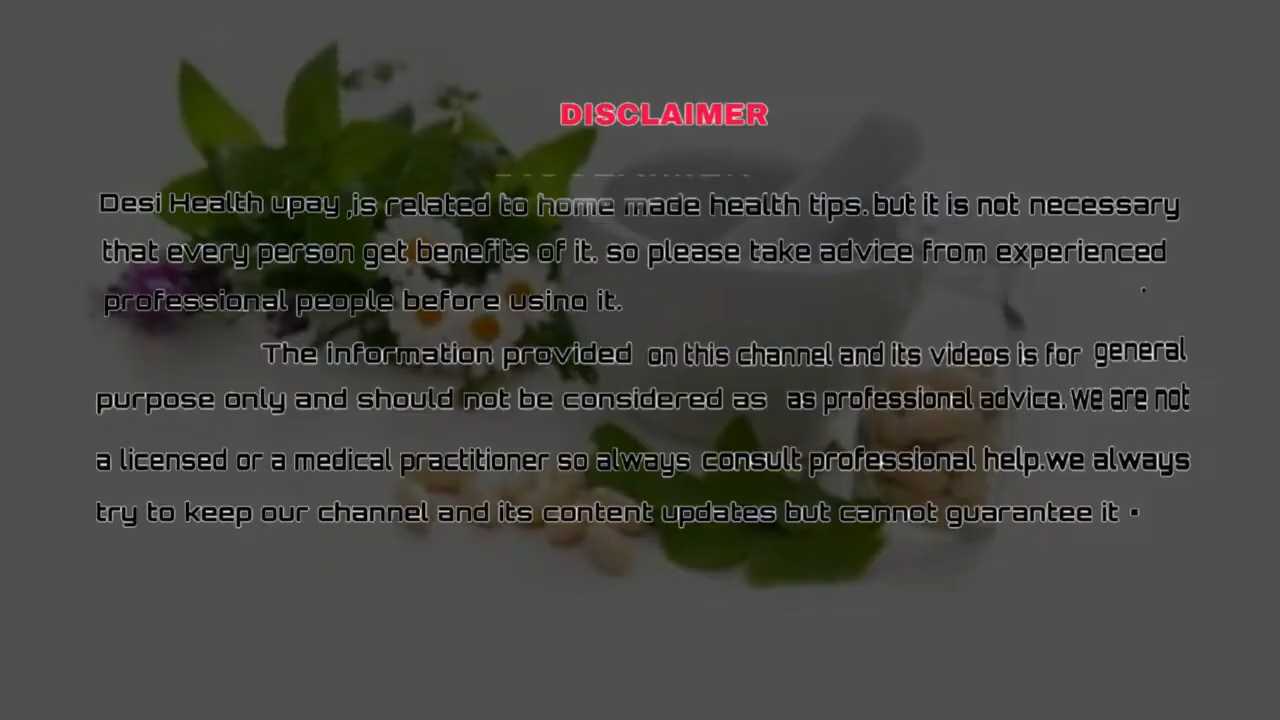 DISCLAIMER
Desi Health upay ,is related to home made health tips. but it is not necessary
that every person get benefits of it. so please take advice from experienced
professional people before using it.
The information provided on this channel and its videos is for general
purpose only and should not be considered as as professional advice. we are not
a licensed or a medical practitioner so always consult professional help.we always
try to keep our channel and its content updates but cannot guarantee it .